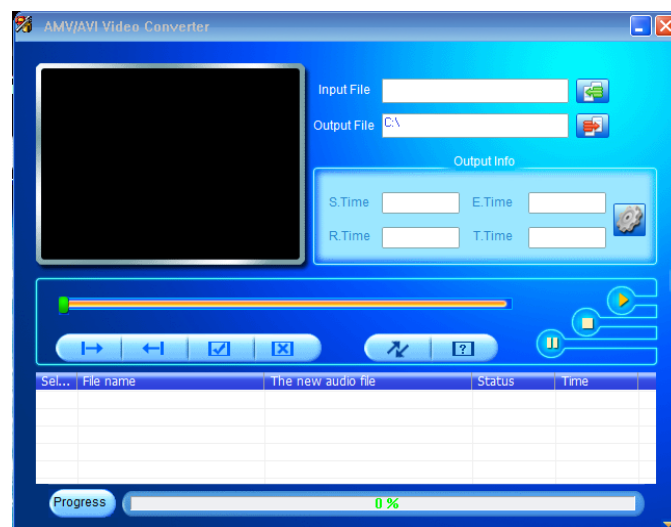 AMV/AVI Video Converter
Input File
Output File C:\
Output Info
S.Time E.Time
R.Time T.Time
Sel... File name The new audio file Status Time
Progress 0 %